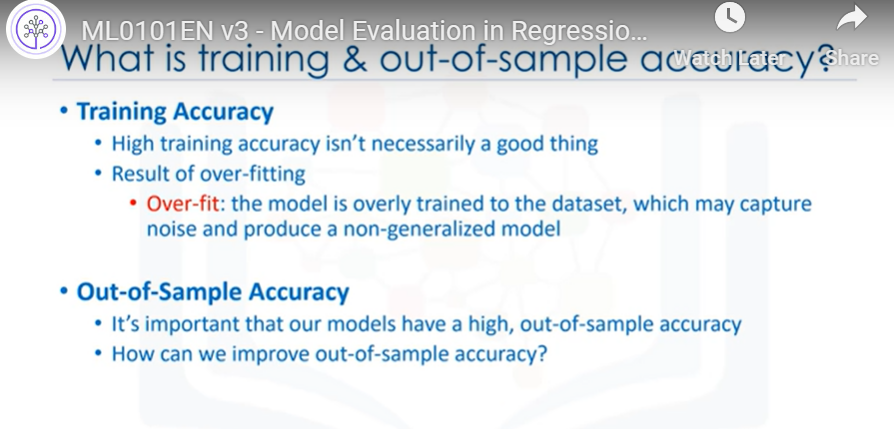 ML0101EN v3 - Model Evaluation in Regressio...
Watch Later
Share
What is training & out-of-sample accuracy?
• Training Accuracy
• High training accuracy isn't necessarily a good thing
• Result of over-fitting
• Over-fit: the model is overly trained to the dataset, which may capture
noise and produce a non-generalized model
• Out-of-Sample Accuracy
• It's important that our models have a high, out-of-sample accuracy
• How can we improve out-of-sample accuracy?